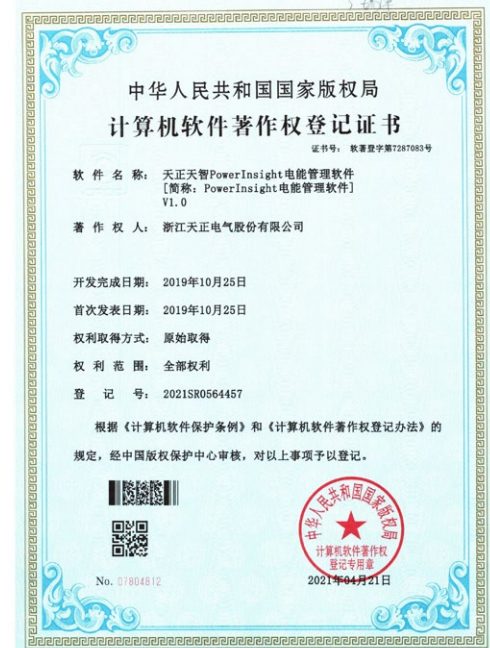 中华人民共和国国家版权局
计算机软件著作权登记证书
证书号： 软著登字第7287083号
软 件 名 称： 天正天智PowerInsight电能管理软件
[简称：PowerInsight电能管理软件]
V1.0
著 作 权 人： 浙江天正电气股份有限公司
开发完成日期： 2019年10月25日
首次发表日期： 2019年10月25日
权利取得方式： 原始取得
权 利 范 围： 全部权利
登 记 号： 2021SR0564457
根据《计算机软件保护条例》和《计算机软件著作权登记办法》的
规定，经中国版权保护中心审核，对以上事项予以登记。
中华人民共和国国家版权局
计算机软件著作权
登记专用章
No. 07804812
2021年04月21日